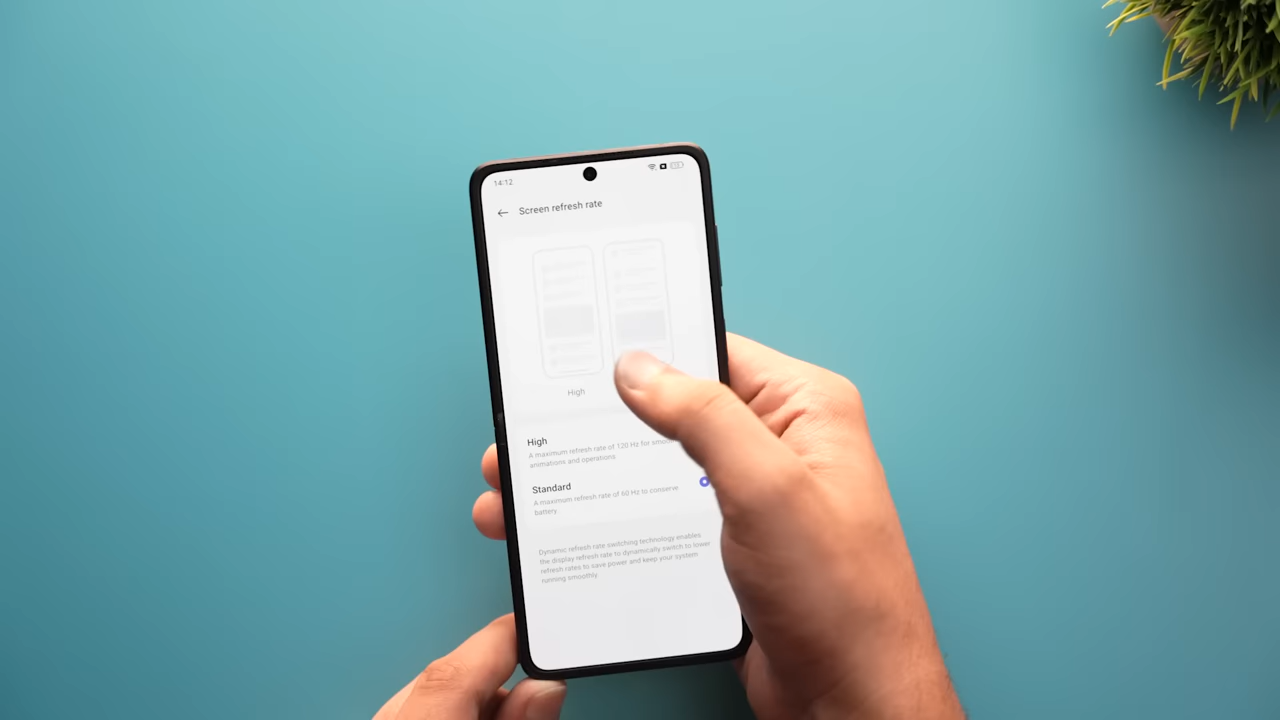 14:12
Screen refresh rate
High
High
A maximum refresh rate of 120 Hz for
animations and operations
Standard
A maximum refresh rate of 60 Hz to conserve
battery
Dynamic refresh rate switching technology enables
the display refresh rate to dynamically switch to lower
refresh rates to save power and keep your system
running smoothly